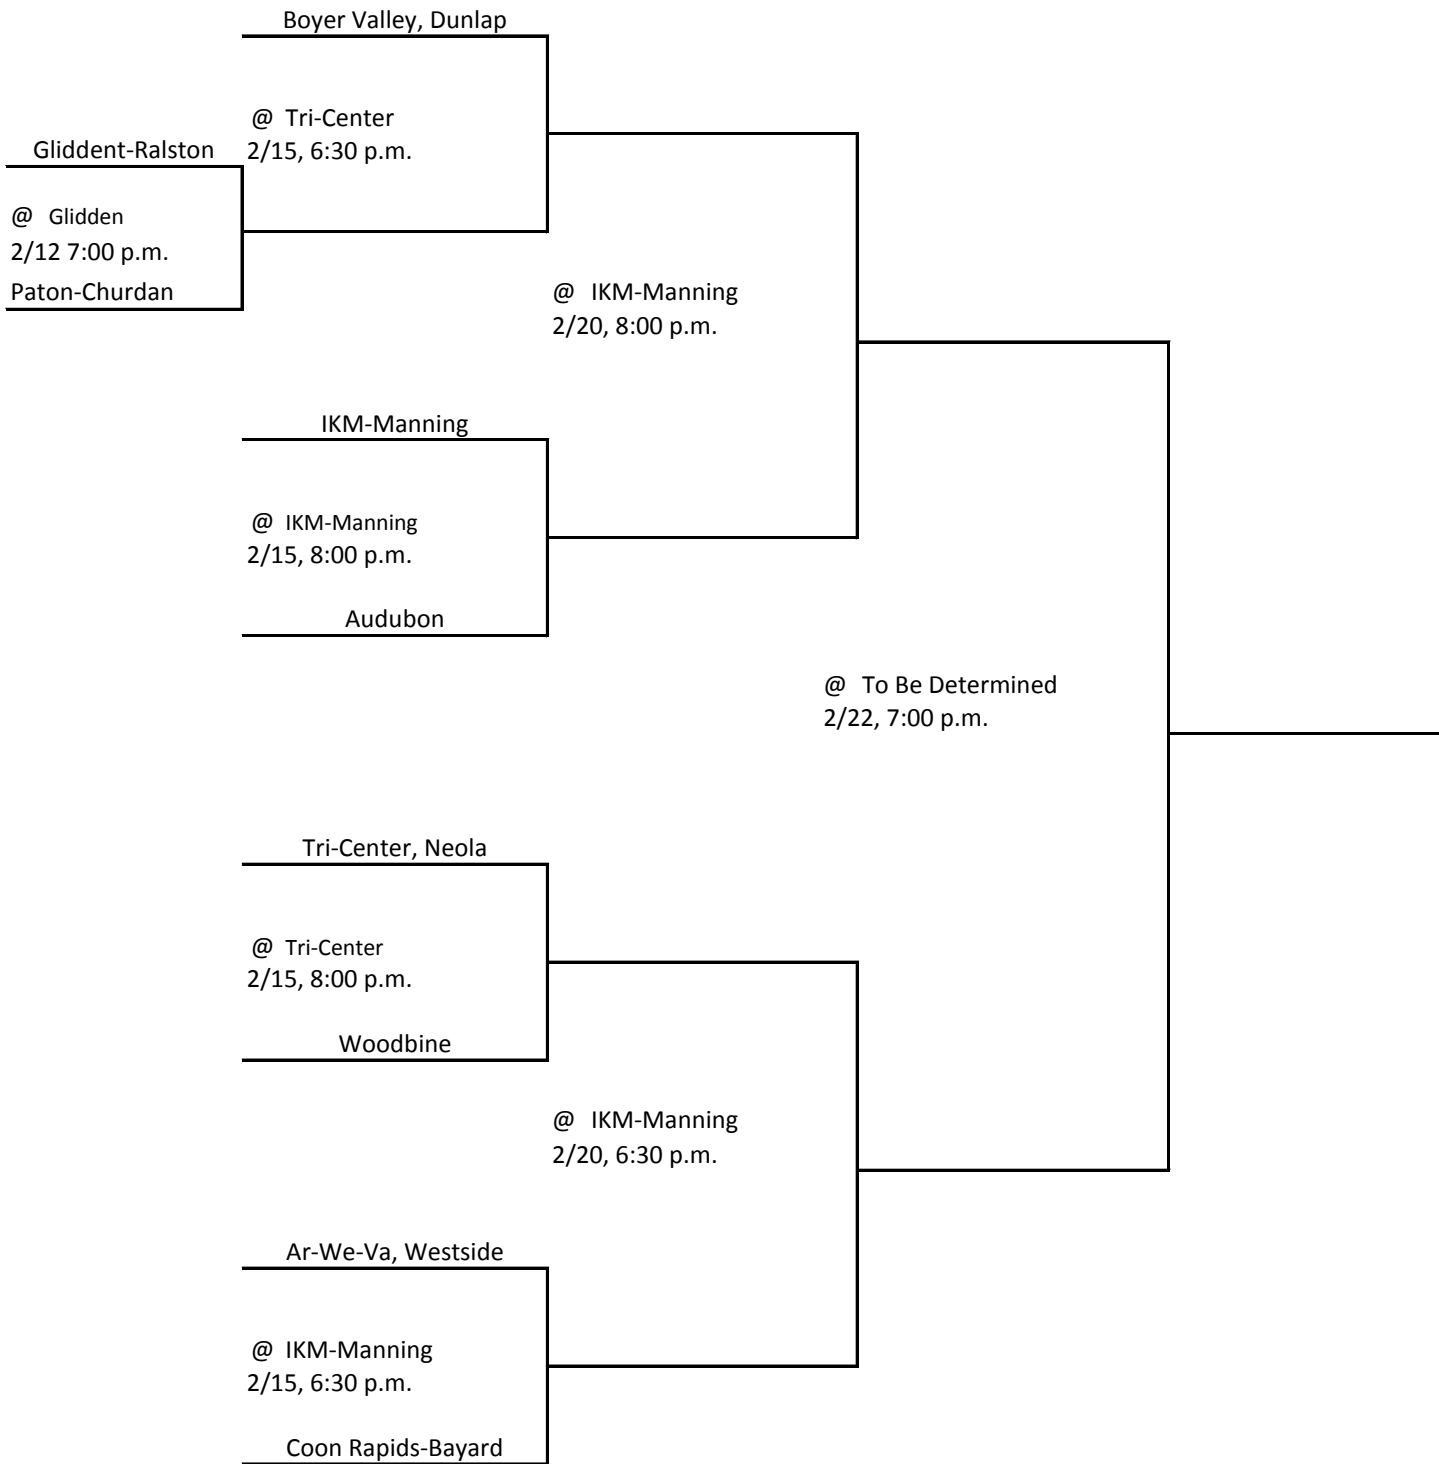 Boyer Valley, Dunlap
@ Tri-Center
2/15, 6:30 p.m.
Gliddent-Ralston
@ Glidden
2/12 7:00 p.m.
Paton-Churdan
@ IKM-Manning
2/20, 8:00 p.m.
IKM-Manning
@ IKM-Manning
2/15, 8:00 p.m.
Audubon
@ To Be Determined
2/22, 7:00 p.m.
Tri-Center, Neola
@ Tri-Center
2/15, 8:00 p.m.
Woodbine
@ IKM-Manning
2/20, 6:30 p.m.
Ar-We-Va, Westside
@ IKM-Manning
2/15, 6:30 p.m.
Coon Rapids-Bayard